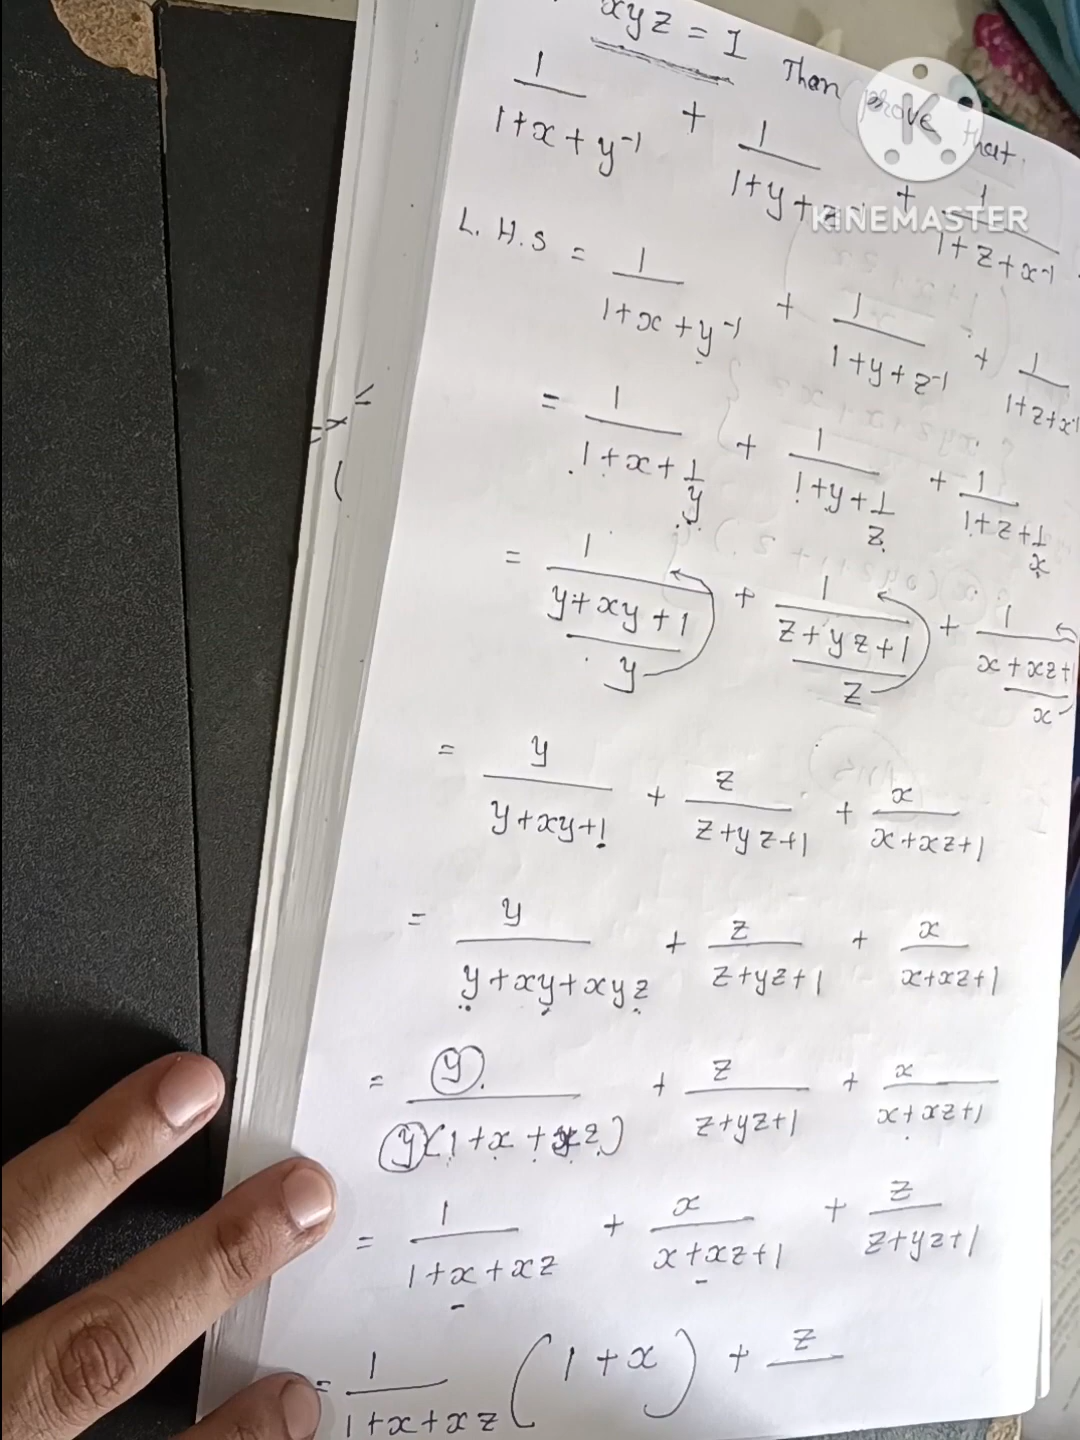 xyz = 1 Then prove that.
1/(1+x+y⁻¹) + 1/(1+y+z⁻¹) + 1/(1+z+x⁻¹)
KINEMASTER
L.H.S = 1/(1+x+y⁻¹) + 1/(1+y+z⁻¹) + 1/(1+z+x⁻¹)
= 1/(1+x+1/y) + 1/(1+y+1/z) + 1/(1+z+1/x)
= 1/((y+xy+1)/y) + 1/((z+yz+1)/z) + 1/((x+xz+1)/x)
= y/(y+xy+1) + z/(z+yz+1) + x/(x+xz+1)
= y/(y+xy+xyz) + z/(z+yz+1) + x/(x+xz+1)
= y/(y(1+x+xz)) + z/(z+yz+1) + x/(x+xz+1)
= 1/(1+x+xz) + x/(x+xz+1) + z/(z+yz+1)
= 1/(1+x+xz) (1+x) + z